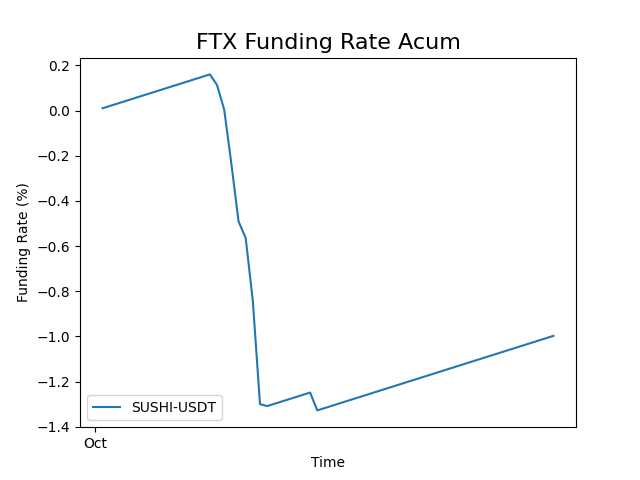 FTX Funding Rate Acum
Funding Rate (%)
0.2
0.0
−0.2
−0.4
−0.6
−0.8
−1.0
−1.2
−1.4
SUSHI-USDT
Oct
Time